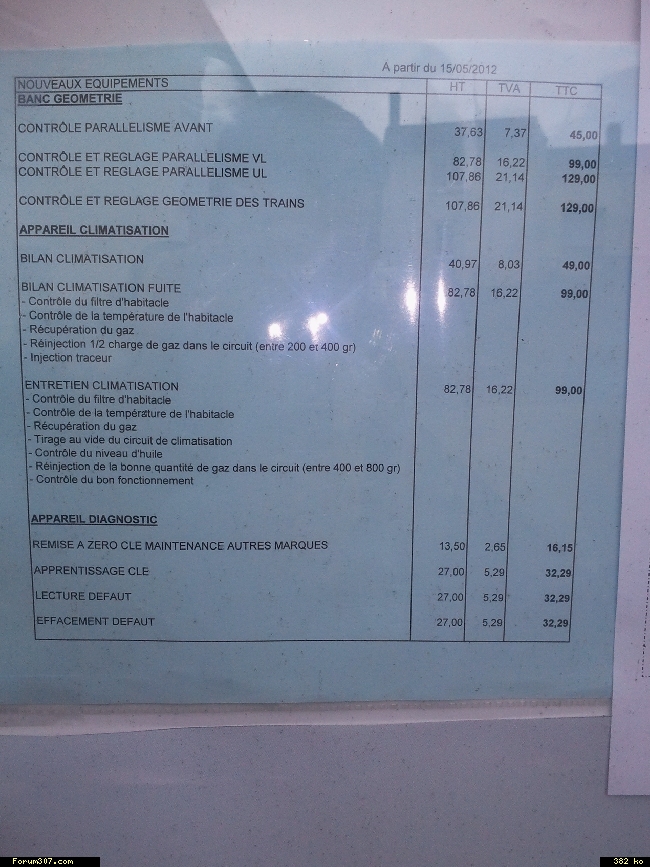 A partir du 15/05/2012
NOUVEAUX EQUIPEMENTS HT TVA TTC
BANC GEOMETRIE
CONTRÔLE PARALLELISME AVANT 37,63 7,37 45,00
CONTRÔLE ET REGLAGE PARALLELISME VL 82,78 16,22 99,00
CONTRÔLE ET REGLAGE PARALLELISME UL 107,86 21,14 129,00
CONTRÔLE ET REGLAGE GEOMETRIE DES TRAINS 107,86 21,14 129,00
APPAREIL CLIMATISATION
BILAN CLIMATISATION 40,97 8,03 49,00
BILAN CLIMATISATION FUITE 82,78 16,22 99,00
- Contrôle du filtre d'habitacle
- Contrôle de la température de l'habitacle
- Récupération du gaz
- Réinjection 1/2 charge de gaz dans le circuit (entre 200 et 400 gr)
- Injection traceur
ENTRETIEN CLIMATISATION 82,78 16,22 99,00
- Contrôle du filtre d'habitacle
- Contrôle de la température de l'habitacle
- Récupération du gaz
- Tirage au vide du circuit de climatisation
- Contrôle du niveau d'huile
- Réinjection de la bonne quantité de gaz dans le circuit (entre 400 et 800 gr)
- Contrôle du bon fonctionnement
APPAREIL DIAGNOSTIC
REMISE A ZERO CLE MAINTENANCE AUTRES MARQUES 13,50 2,65 16,15
APPRENTISSAGE CLE 27,00 5,29 32,29
LECTURE DEFAUT 27,00 5,29 32,29
EFFACEMENT DEFAUT 27,00 5,29 32,29
Forum307.com 382 ko